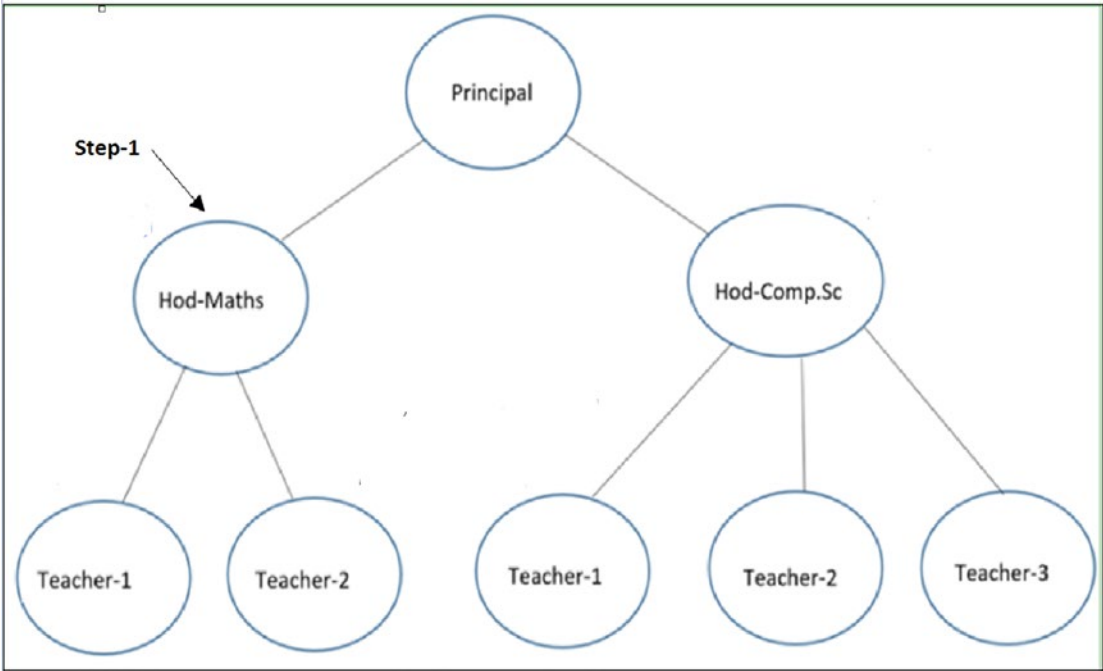 Principal
Step-1
Hod-Maths
Hod-Comp.Sc
Teacher-1
Teacher-2
Teacher-1
Teacher-2
Teacher-3